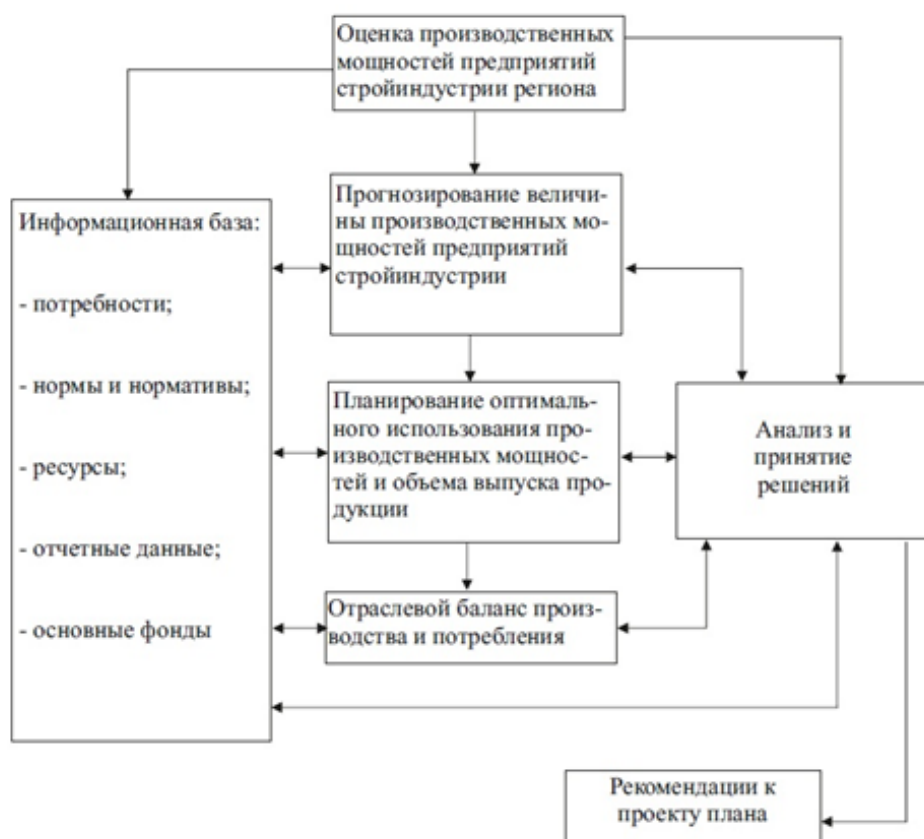 Оценка производственных
мощностей предприятий
стройиндустрии региона
Информационная база:
- потребности;
- нормы и нормативы;
- ресурсы;
- отчетные данные;
- основные фонды
Прогнозирование величи-
ны производственных мо-
щностей предприятий
стройиндустрии
Планирование оптималь-
ного использования про-
изводственных мощнос-
тей и объема выпуска про-
дукции
Отраслевой баланс произ-
водства и потребления
Анализ и
принятие
решений
Рекомендации к
проекту плана